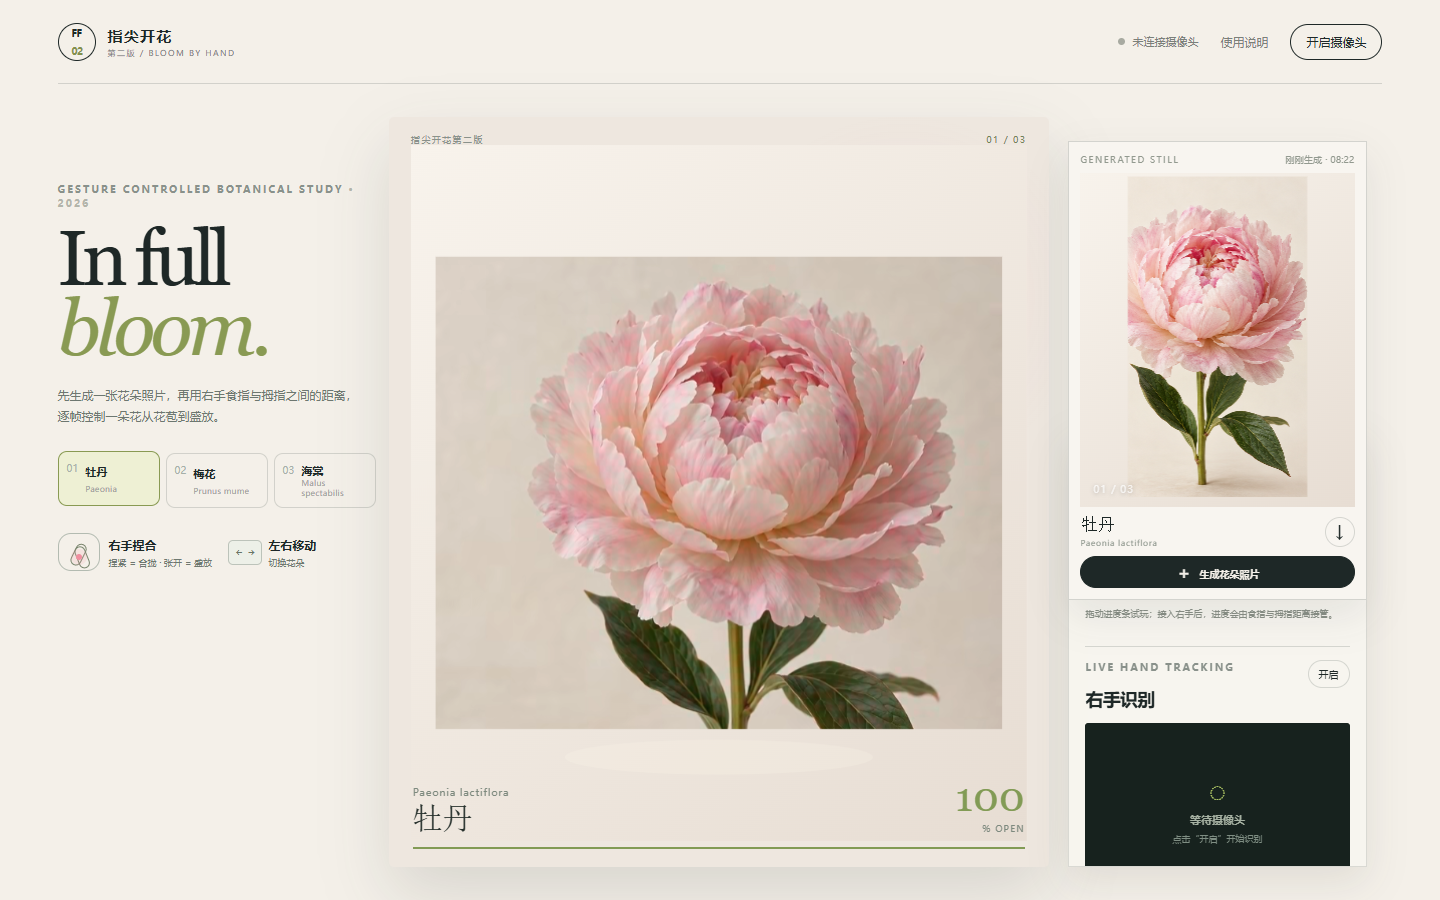 FF
02
指尖开花
第二版 / BLOOM BY HAND
未连接摄像头
使用说明
开启摄像头
GESTURE CONTROLLED BOTANICAL STUDY ·
2026
In full
bloom.
先生成一张花朵照片，再用右手食指与拇指之间的距离，
逐帧控制一朵花从花苞到盛放。
01 牡丹
Paeonia
02 梅花
Prunus mume
03 海棠
Malus
spectabilis
右手捏合
捏紧 = 合拢 · 张开 = 盛放
← →
左右移动
切换花朵
指尖开花第二版
01 / 03
Paeonia lactiflora
牡丹
100
% OPEN
GENERATED STILL
刚刚生成 · 08:22
01 / 03
牡丹
Paeonia lactiflora
↓
+ 生成花朵照片
拖动进度条试玩；接入右手后，进度会由食指与拇指距离接管。
LIVE HAND TRACKING
右手识别
开启
等待摄像头
点击“开启”开始识别